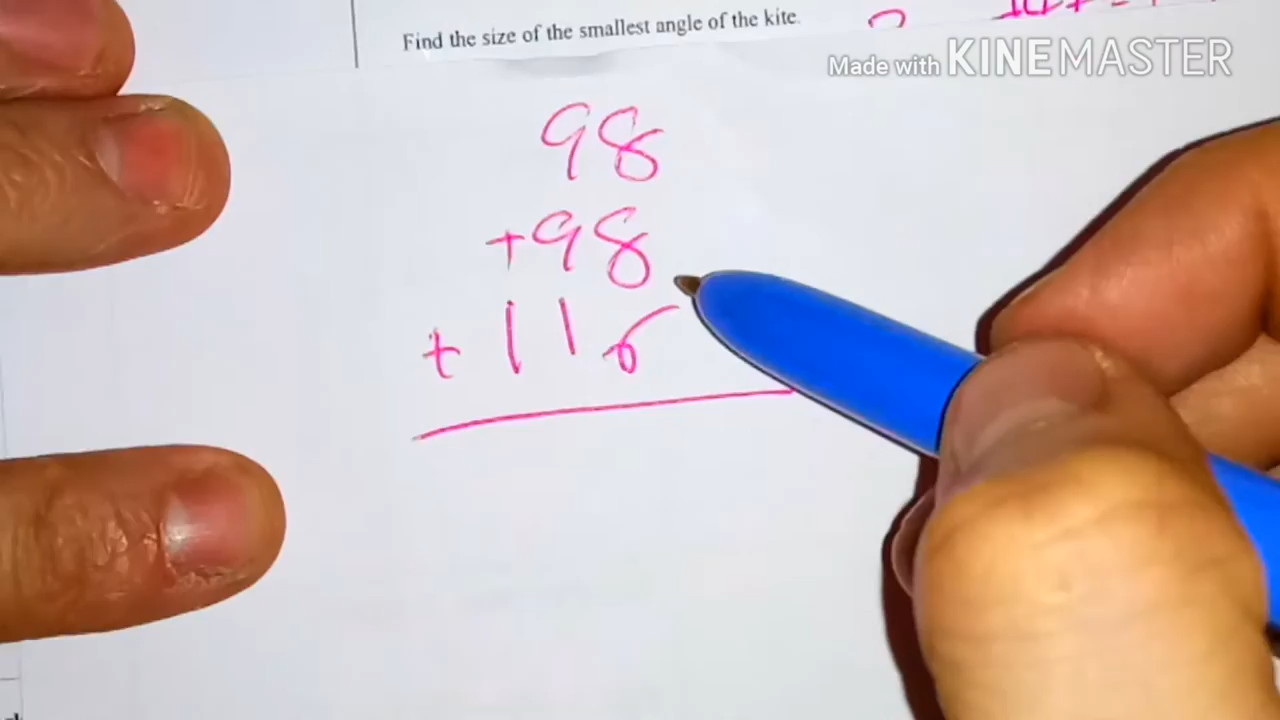 Find the size of the smallest angle of the kite.
Made with KINEMASTER
98
+98
+116